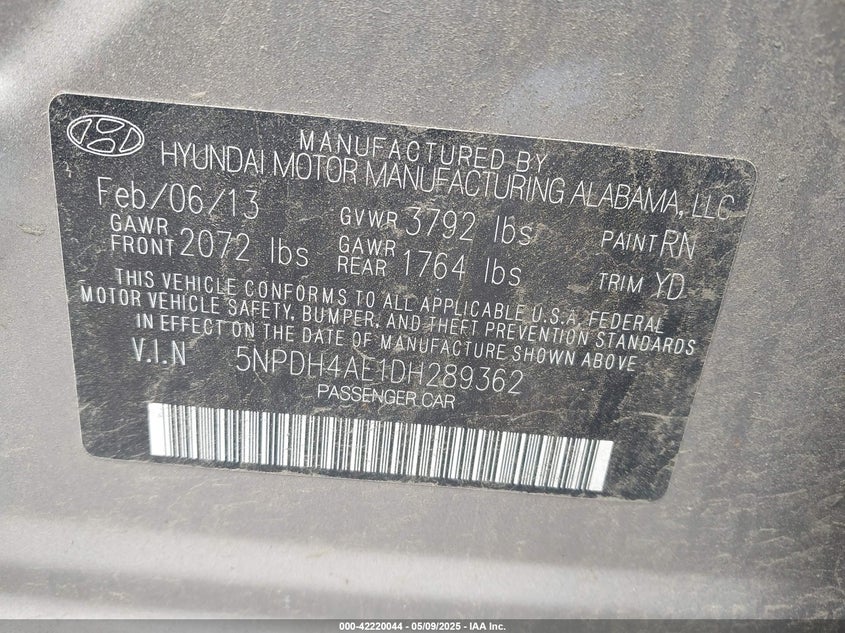 MANUFACTURED BY
HYUNDAI MOTOR MANUFACTURING ALABAMA, LLC
Feb/06/13 GVWR 3792 lbs PAINT RN
GAWR FRONT 2072 lbs GAWR REAR 1764 lbs TRIM YD
THIS VEHICLE CONFORMS TO ALL APPLICABLE U.S.A. FEDERAL
MOTOR VEHICLE SAFETY, BUMPER, AND THEFT PREVENTION STANDARDS
IN EFFECT ON THE DATE OF MANUFACTURE SHOWN ABOVE
V.I.N 5NPDH4AE1DH289362
PASSENGER CAR
000-42220044 - 05/09/2025 - IAA Inc.